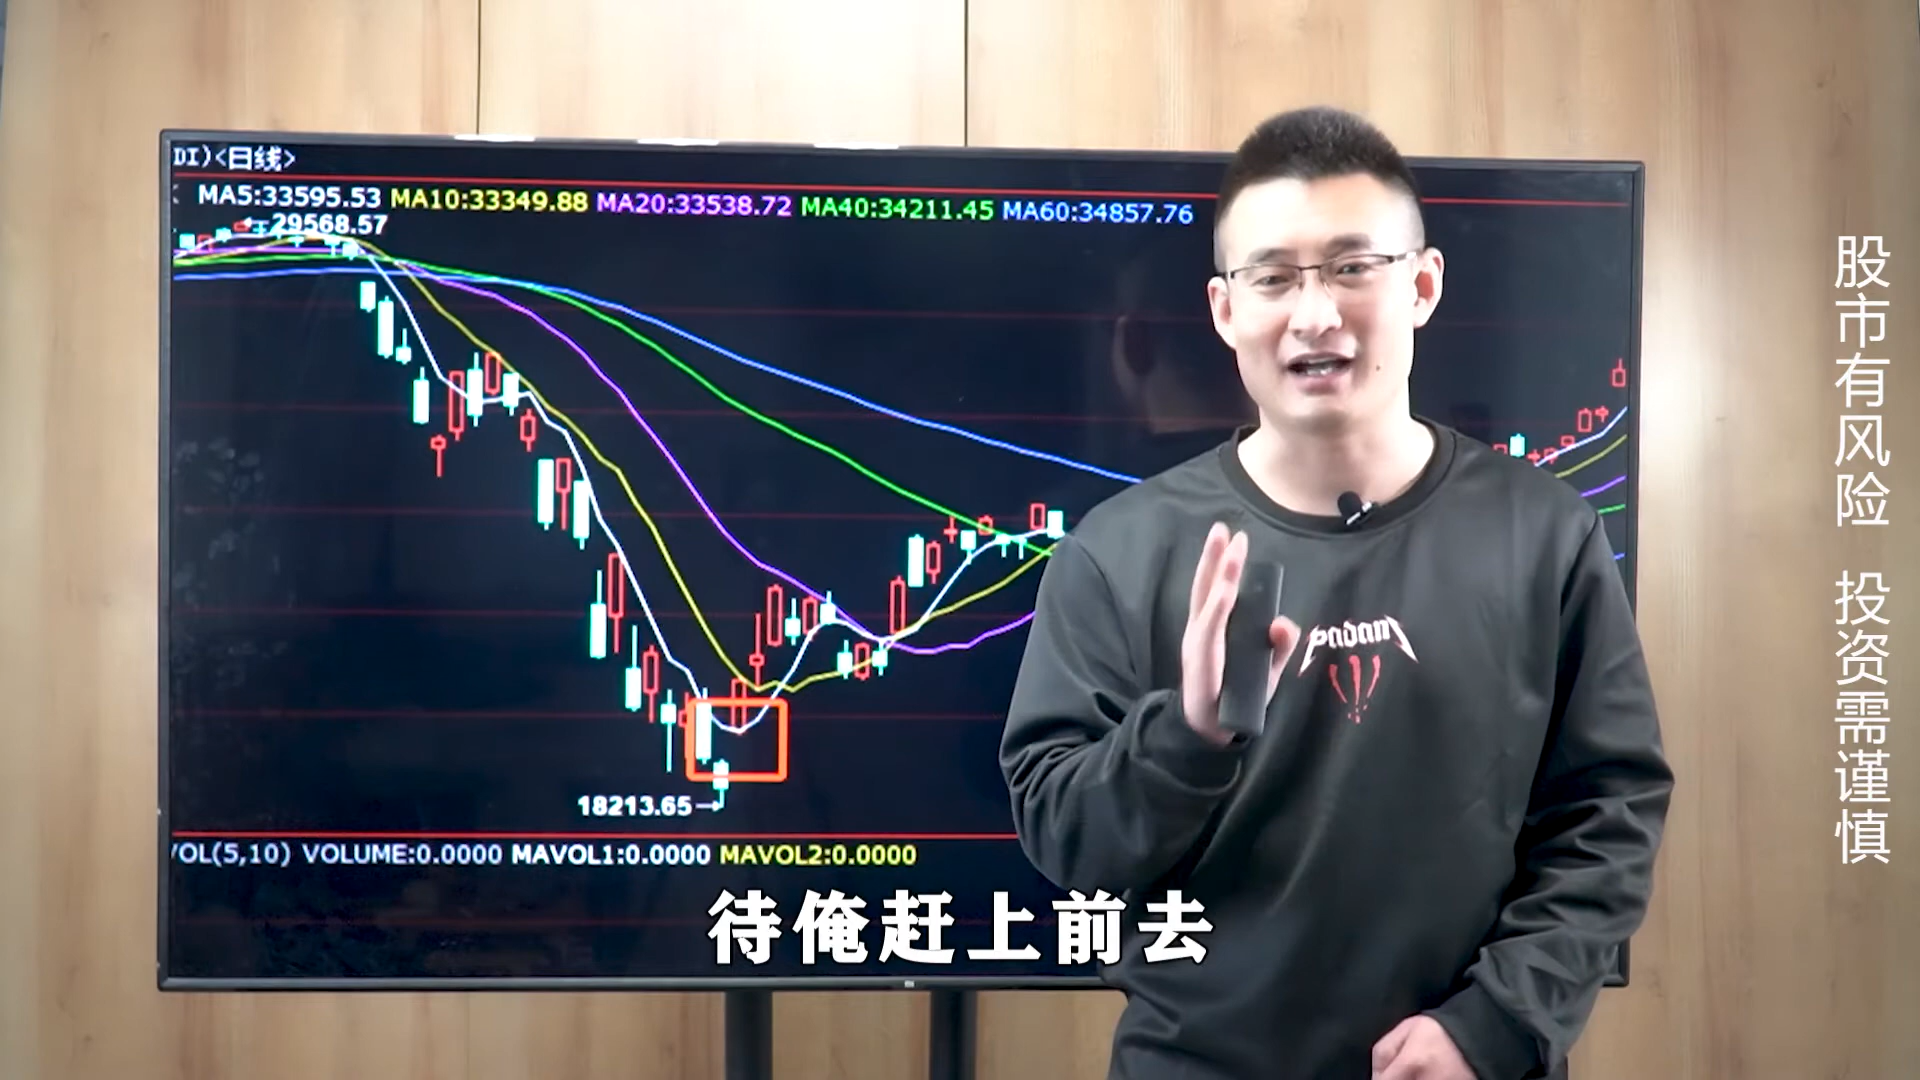 DI)<日线>
MA5:33595.53 MA10:33349.88 MA20:33538.72 MA40:34211.45 MA60:34857.76
29568.57
18213.65
VOL(5,10) VOLUME:0.0000 MAVOL1:0.0000 MAVOL2:0.0000
待俺赶上前去
股市有风险 投资需谨慎